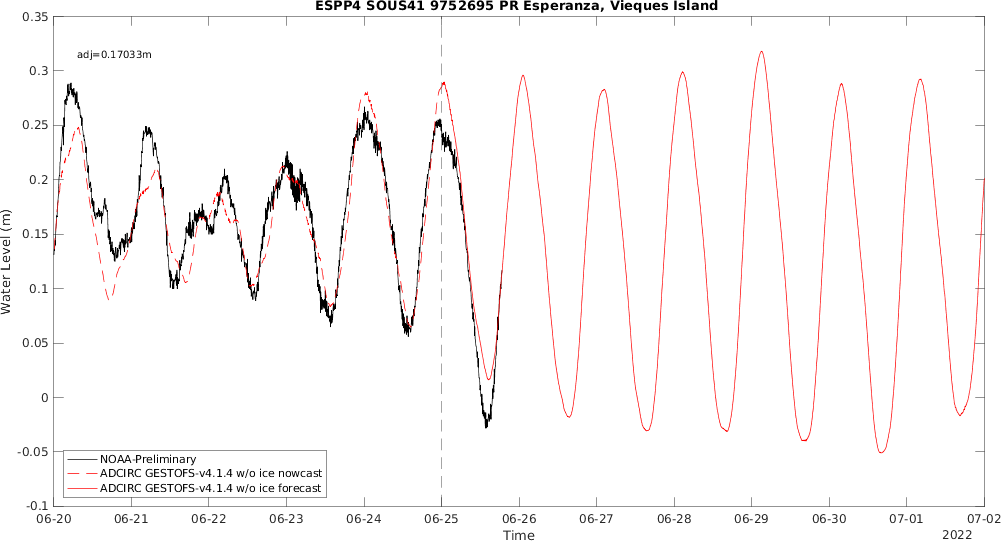 ESPP4 SOUS41 9752695 PR Esperanza, Vieques Island
adj=0.17033m
Water Level (m)
0.35
0.3
0.25
0.2
0.15
0.1
0.05
0
-0.05
-0.1
NOAA-Preliminary
ADCIRC GESTOFS-v4.1.4 w/o ice nowcast
ADCIRC GESTOFS-v4.1.4 w/o ice forecast
06-20 06-21 06-22 06-23 06-24 06-25 06-26 06-27 06-28 06-29 06-30 07-01 07-02
Time
2022